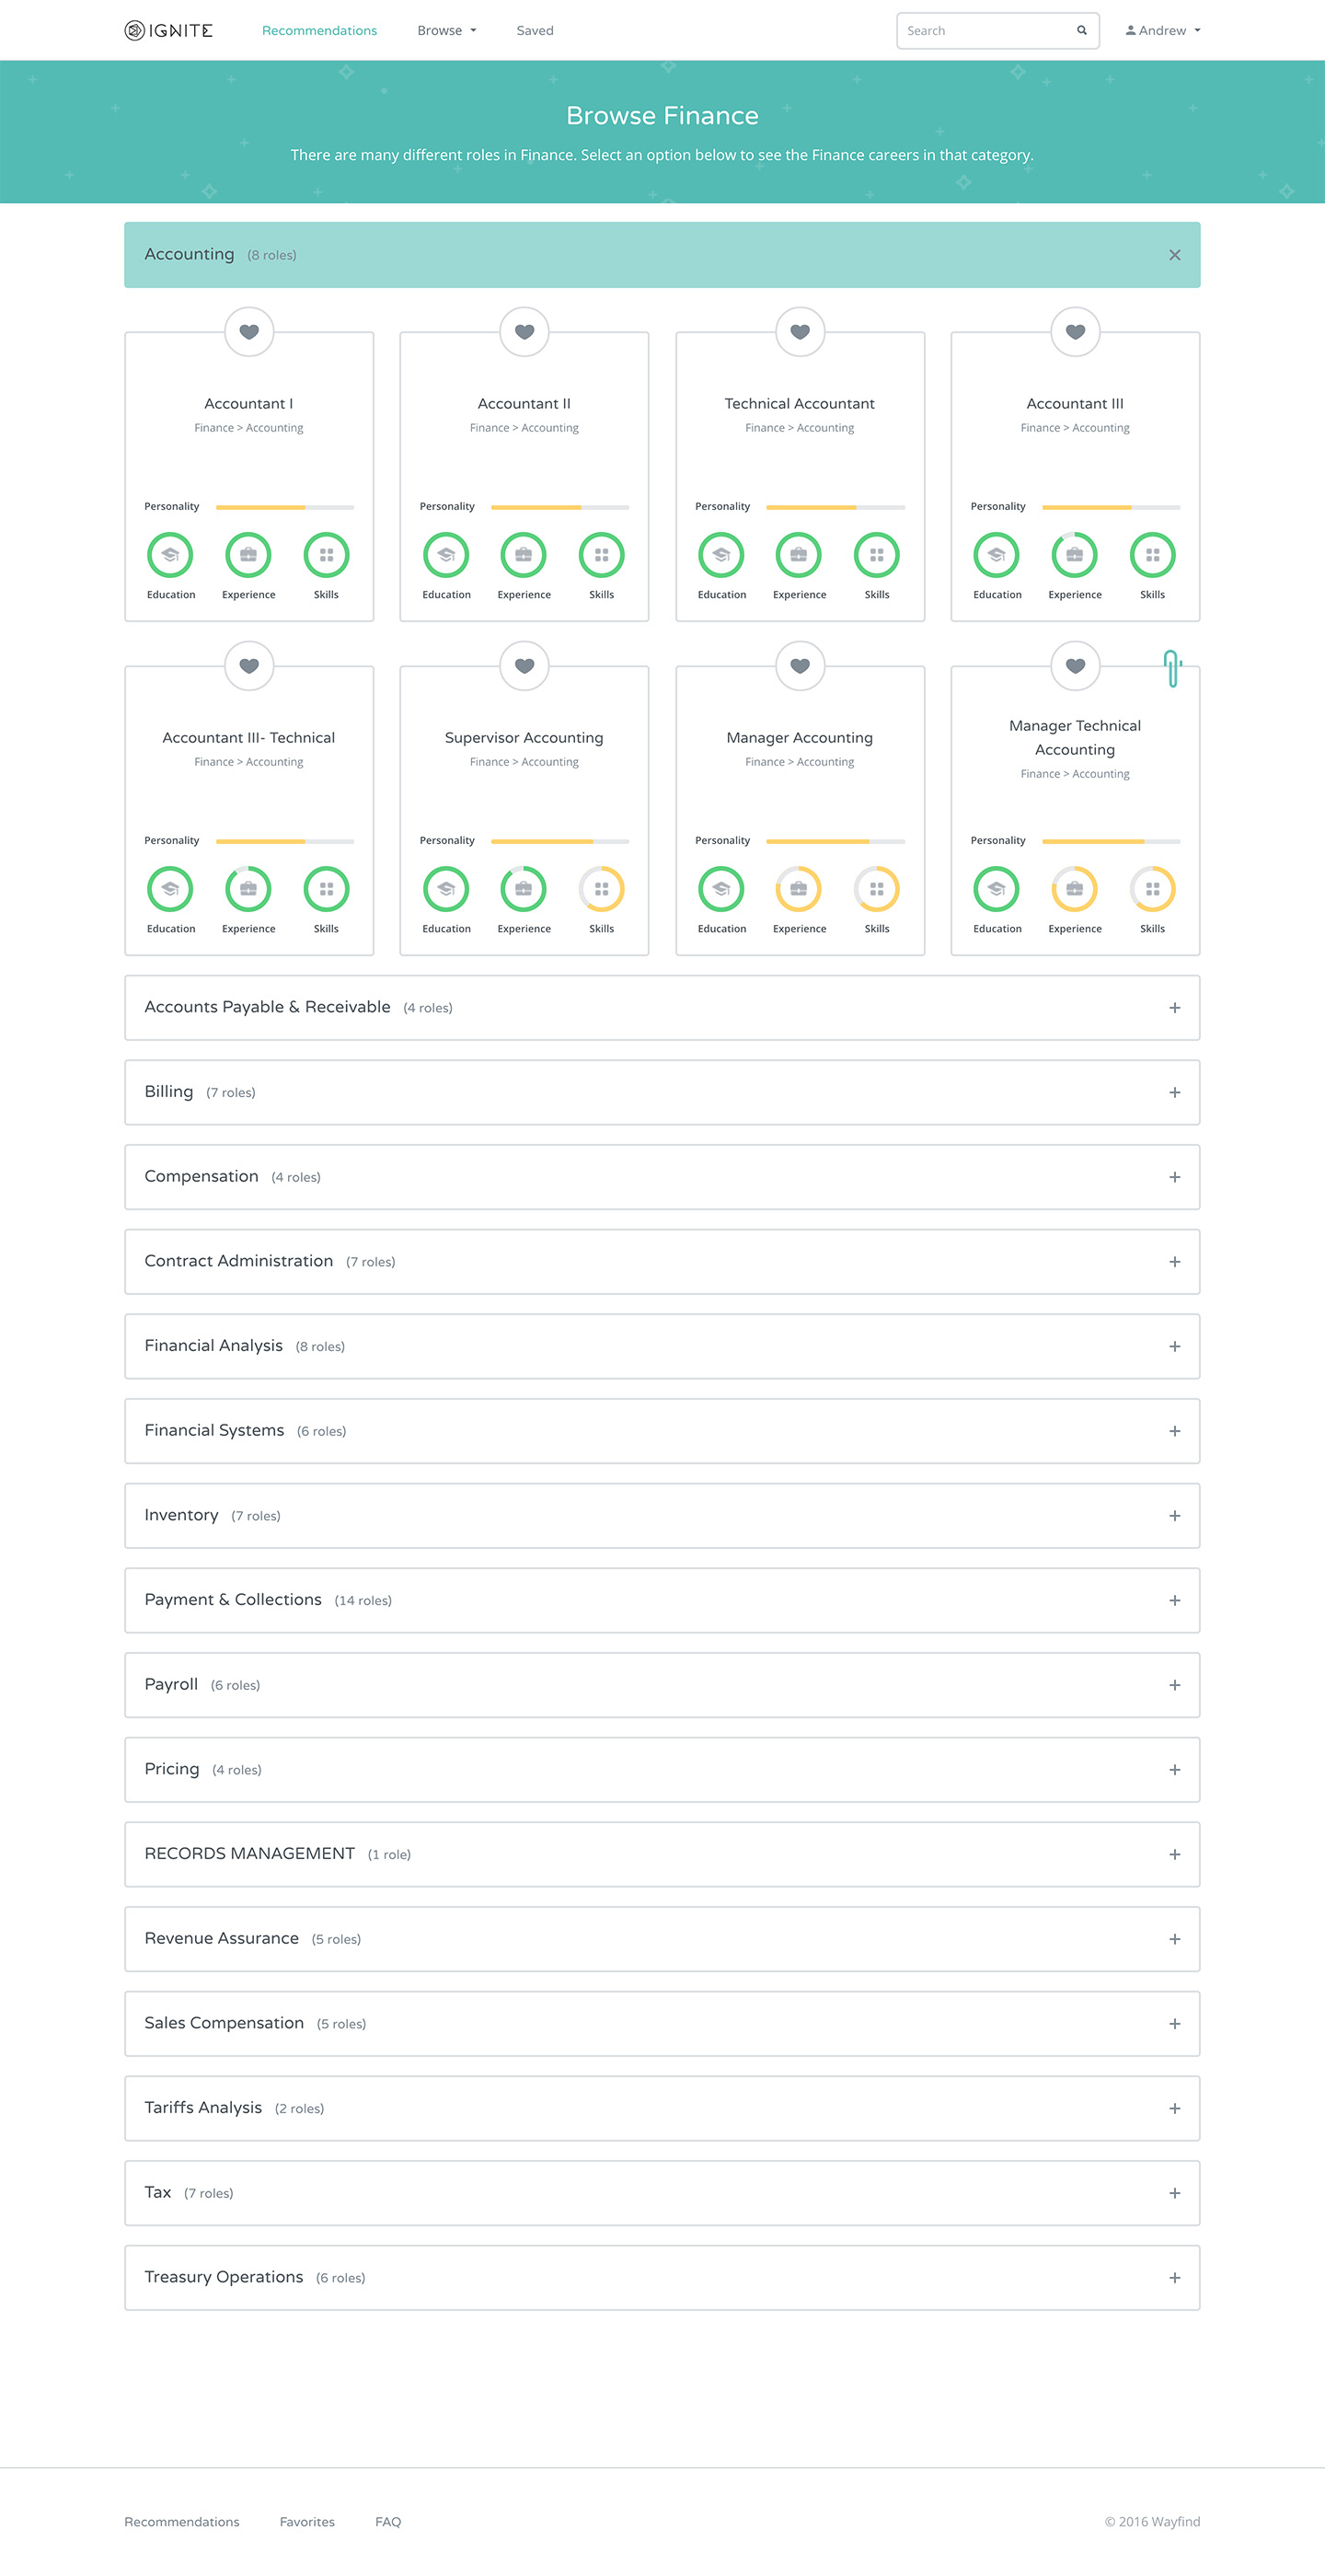 IGNITE
Recommendations
Browse
Saved
Search
Andrew
Browse Finance
There are many different roles in Finance. Select an option below to see the Finance careers in that category.
Accounting (8 roles)
Accountant I
Finance > Accounting
Personality
Education Experience Skills
Accountant II
Finance > Accounting
Personality
Education Experience Skills
Technical Accountant
Finance > Accounting
Personality
Education Experience Skills
Accountant III
Finance > Accounting
Personality
Education Experience Skills
Accountant III- Technical
Finance > Accounting
Personality
Education Experience Skills
Supervisor Accounting
Finance > Accounting
Personality
Education Experience Skills
Manager Accounting
Finance > Accounting
Personality
Education Experience Skills
Manager Technical
Accounting
Finance > Accounting
Personality
Education Experience Skills
Accounts Payable & Receivable (4 roles)
Billing (7 roles)
Compensation (4 roles)
Contract Administration (7 roles)
Financial Analysis (8 roles)
Financial Systems (6 roles)
Inventory (7 roles)
Payment & Collections (14 roles)
Payroll (6 roles)
Pricing (4 roles)
RECORDS MANAGEMENT (1 role)
Revenue Assurance (5 roles)
Sales Compensation (5 roles)
Tariffs Analysis (2 roles)
Tax (7 roles)
Treasury Operations (6 roles)
Recommendations
Favorites
FAQ
© 2016 Wayfind